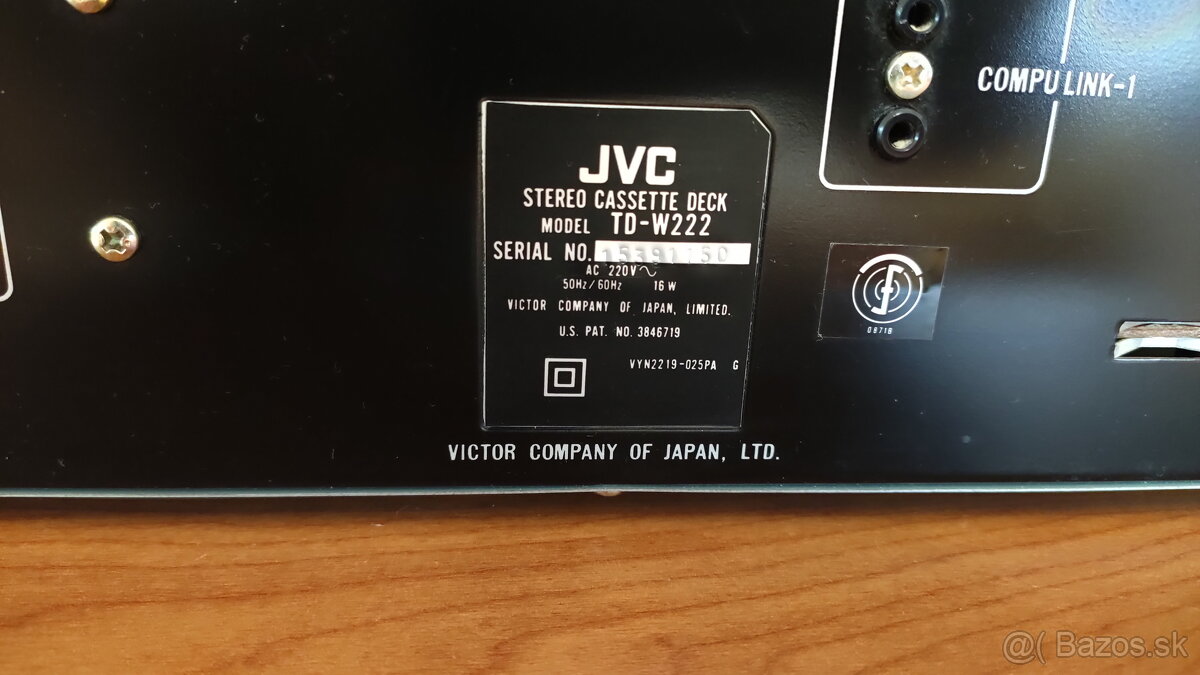 COMPU LINK-1
JVC
STEREO CASSETTE DECK
MODEL TD-W222
SERIAL NO.
AC 220V~
50Hz/60Hz 16W
VICTOR COMPANY OF JAPAN, LIMITED.
U.S. PAT. NO. 3846719
VYN2219-025PA G
08718
VICTOR COMPANY OF JAPAN, LTD.
@( Bazos.sk